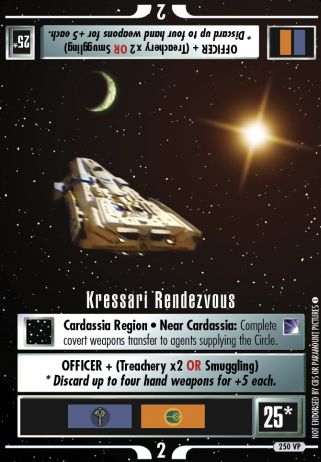 2
OFFICER + (Treachery x2 OR Smuggling)
* Discard up to four hand weapons for +5 each.
25*
Kressari Rendezvous
Cardassia Region • Near Cardassia: Complete
covert weapons transfer to agents supplying the Circle.
OFFICER + (Treachery x2 OR Smuggling)
* Discard up to four hand weapons for +5 each.
25*
2
250 VP
NOT ENDORSED BY CBS OR PARAMOUNT PICTURES